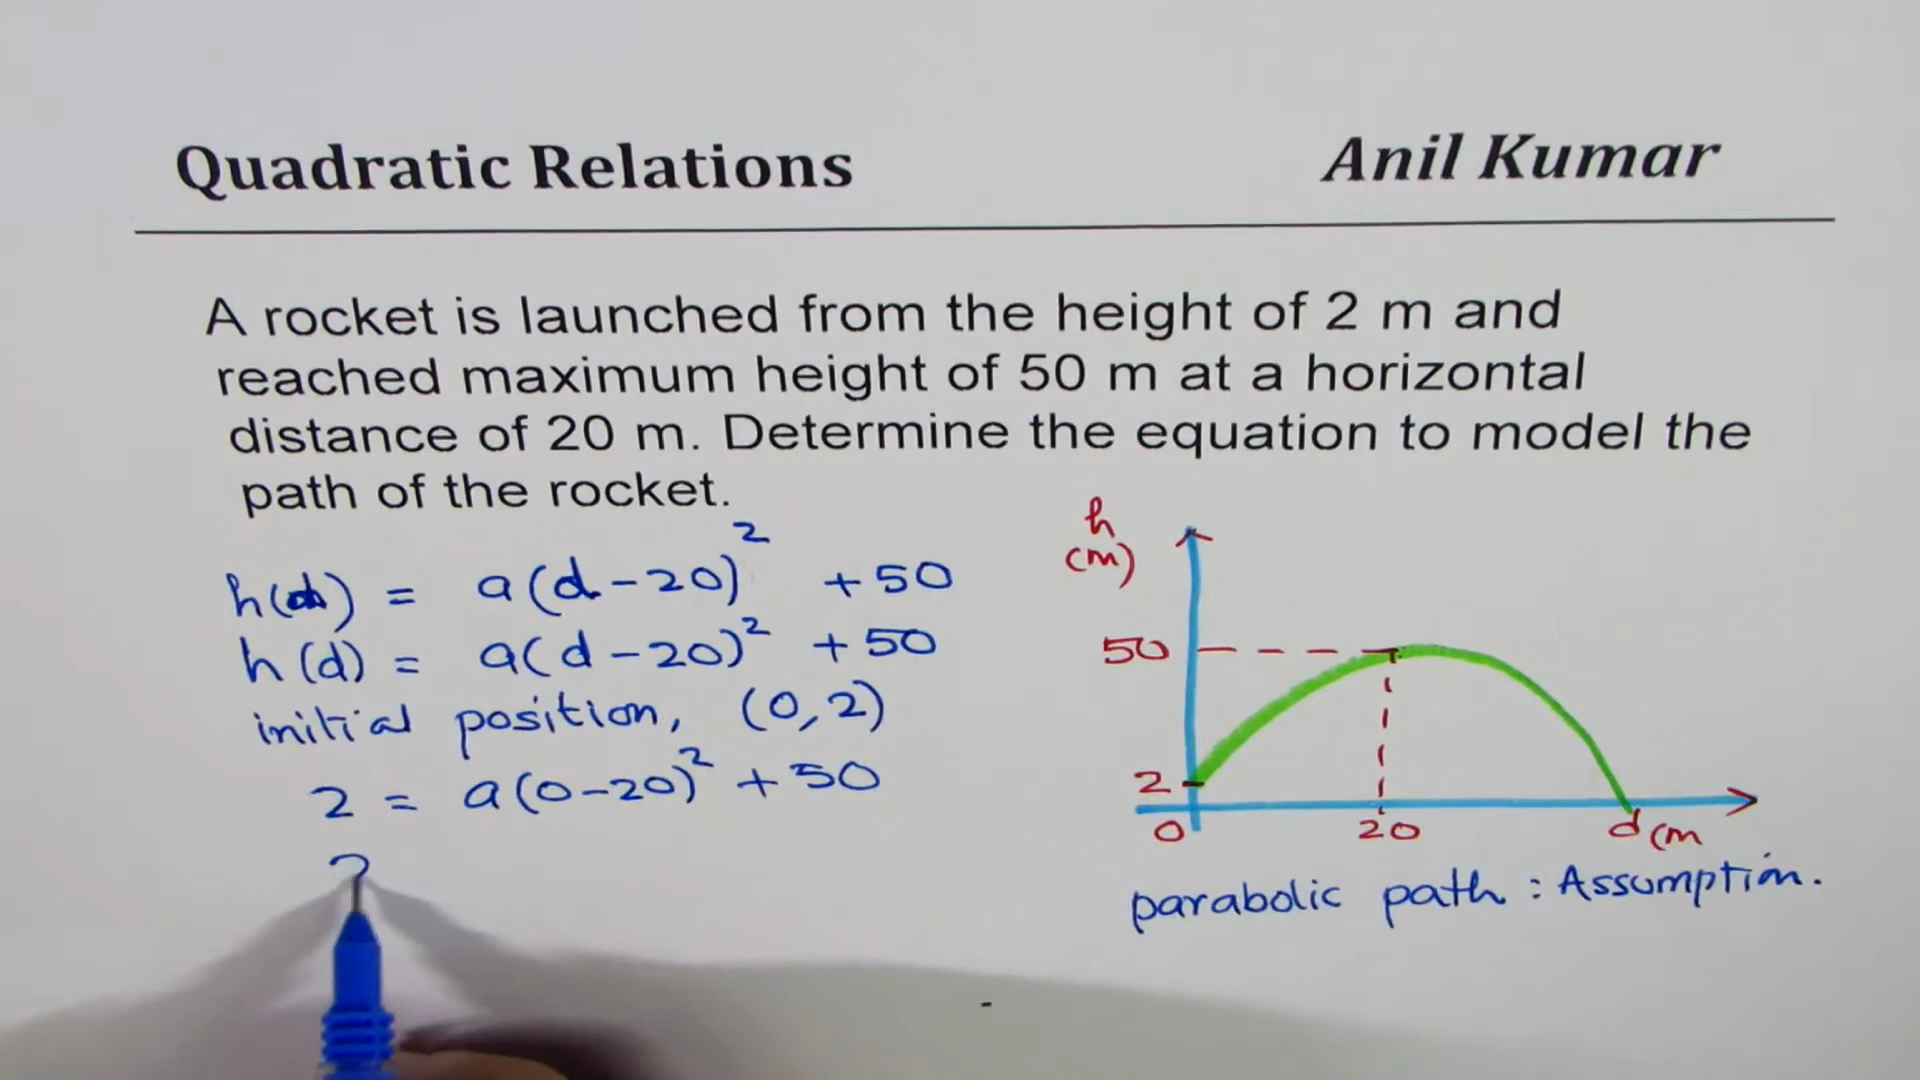 Quadratic Relations
Anil Kumar
A rocket is launched from the height of 2 m and
reached maximum height of 50 m at a horizontal
distance of 20 m. Determine the equation to model the
path of the rocket.
h(d) = a(d-20)² +50
h(d) = a(d-20)² +50
initial position, (0,2)
2 = a(0-20)² +50
2
h
(m)
50
2
0
20
d(m
parabolic path : Assumption.